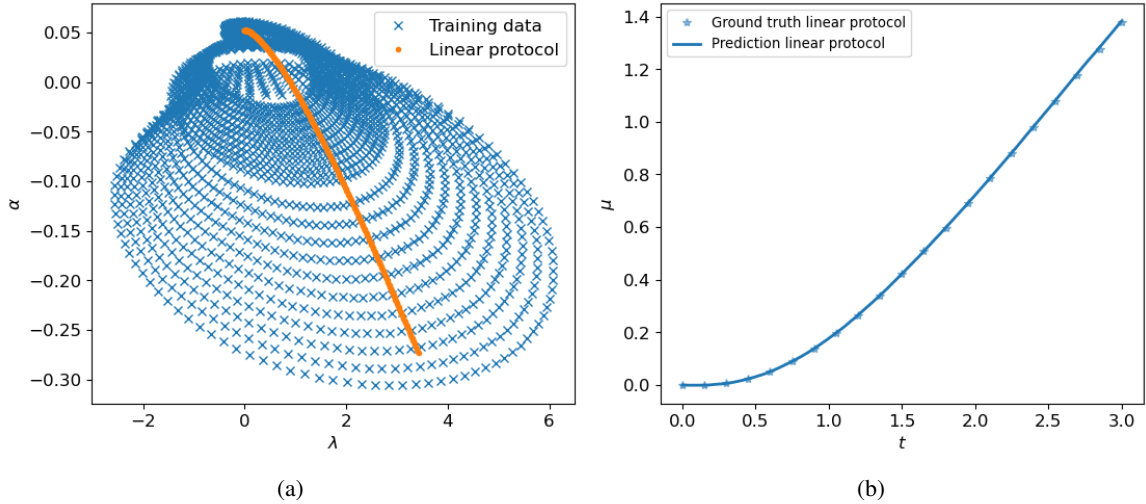 0.05
0.00
−0.05
−0.10
−0.15
−0.20
−0.25
−0.30
α
−2 0 2 4 6
λ
Training data
Linear protocol
(a)
1.4
1.2
1.0
0.8
0.6
0.4
0.2
0.0
μ
0.0 0.5 1.0 1.5 2.0 2.5 3.0
t
Ground truth linear protocol
Prediction linear protocol
(b)